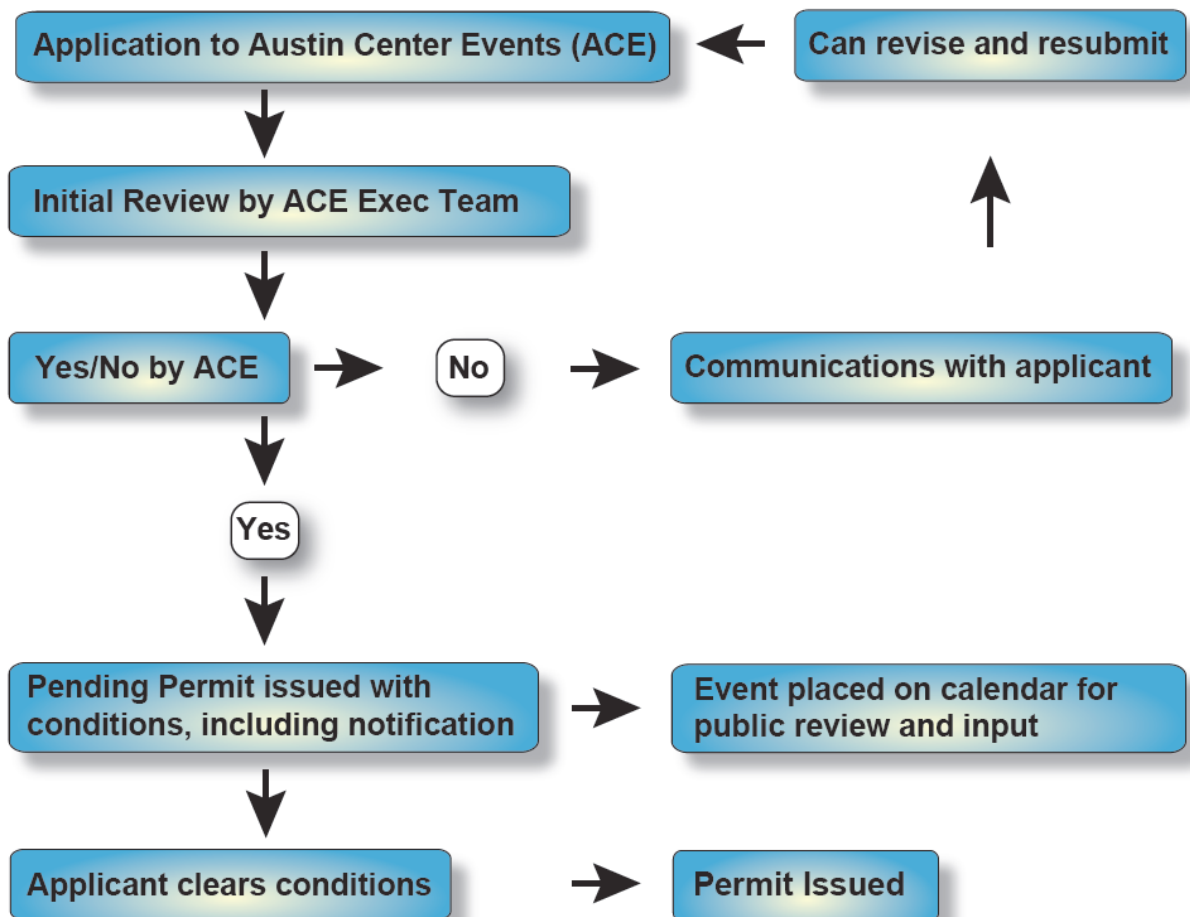 Application to Austin Center Events (ACE)
Can revise and resubmit
Initial Review by ACE Exec Team
Yes/No by ACE
No
Communications with applicant
Yes
Pending Permit issued with
conditions, including notification
Event placed on calendar for
public review and input
Applicant clears conditions
Permit Issued